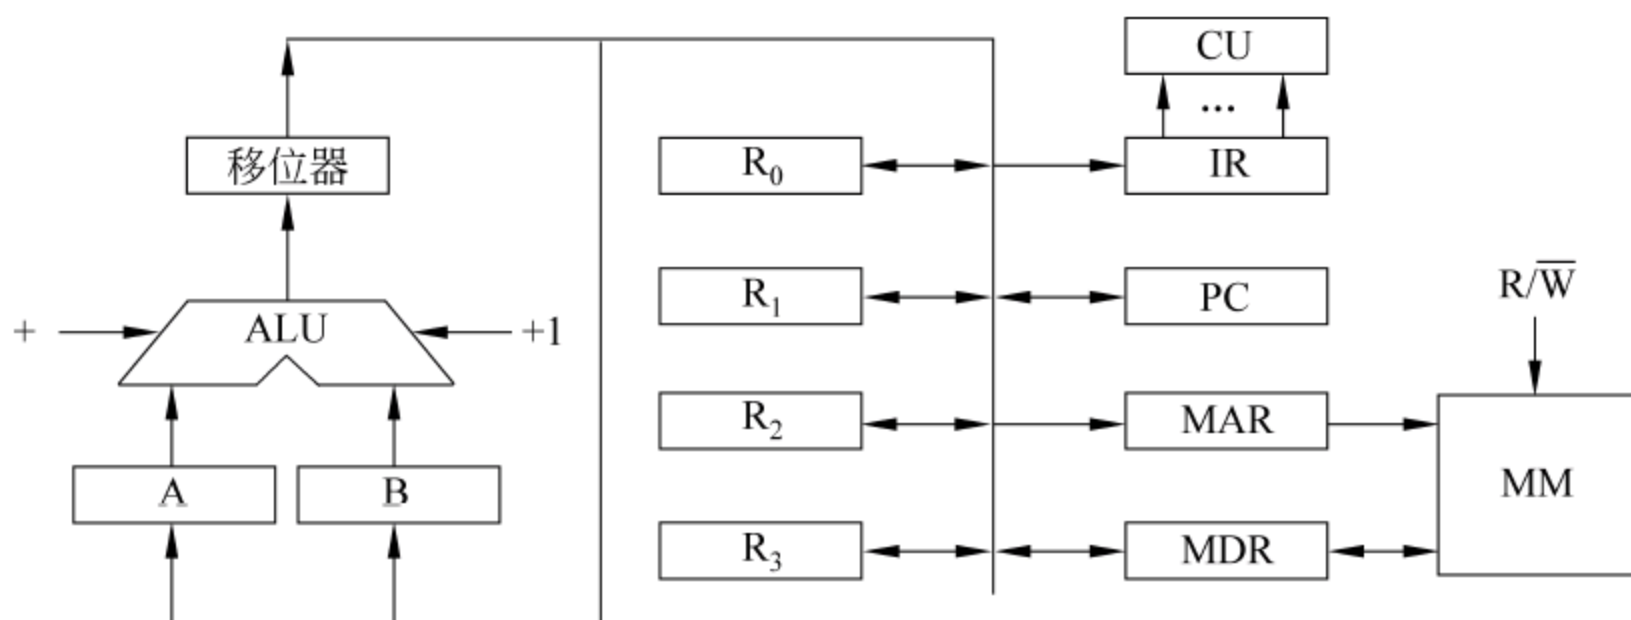 CU
...
移位器
R₀
IR
R₁
PC
R/W̅
+
ALU
+1
R₂
MAR
MM
A
B
R₃
MDR